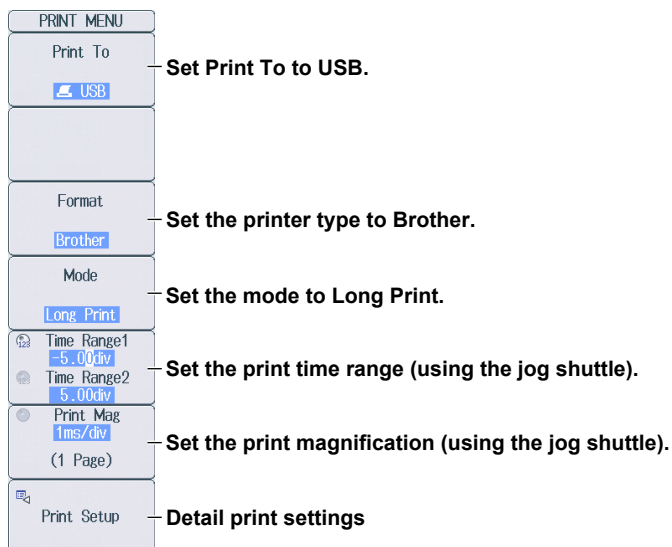 PRINT MENU
Print To
USB
Set Print To to USB.
Format
Brother
Set the printer type to Brother.
Mode
Long Print
Set the mode to Long Print.
Time Range1
-5.00div
Time Range2
5.00div
Set the print time range (using the jog shuttle).
Print Mag
1ms/div
(1 Page)
Set the print magnification (using the jog shuttle).
Print Setup
Detail print settings